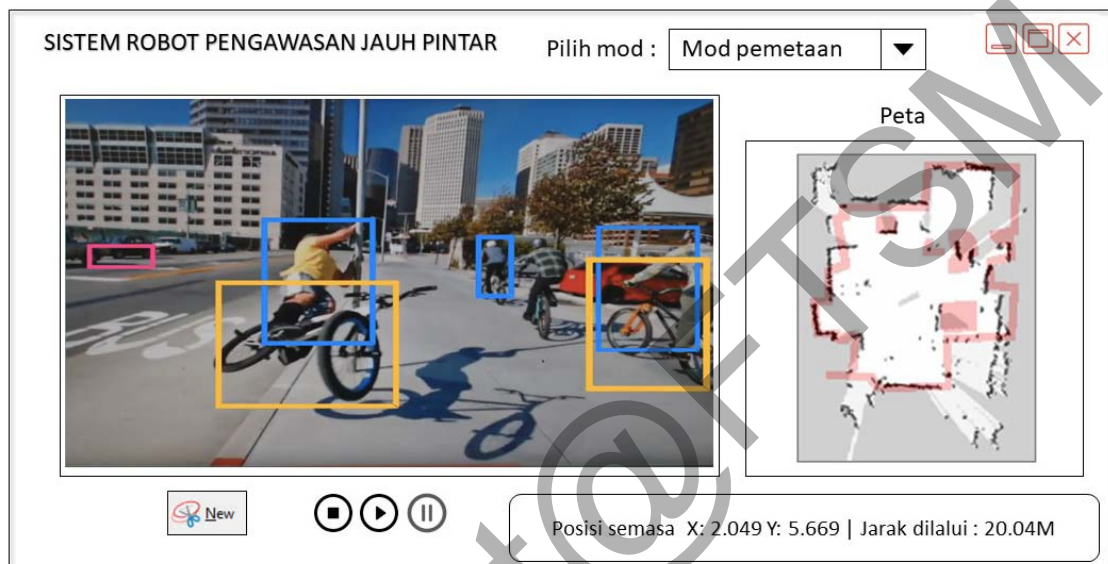 SISTEM ROBOT PENGAWASAN JAUH PINTAR
Pilih mod : Mod pemetaan
Peta
New
Posisi semasa X: 2.049 Y: 5.669 | Jarak dilalui : 20.04M
t@FTSM